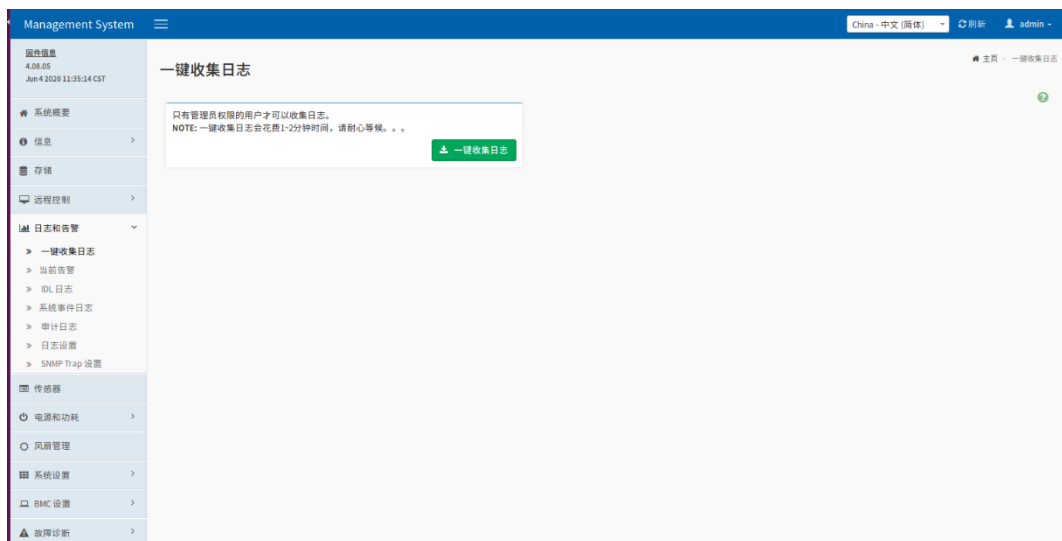 Management System
China - 中文 (简体)
刷新
admin
固件信息
4.08.05
Jun 4 2020 11:35:14 CST
一键收集日志
主页 > 一键收集日志
只有管理员权限的用户才可以收集日志。
NOTE: 一键收集日志会花费1-2分钟时间，请耐心等候。。。
一键收集日志
系统概要
信息
存储
远程控制
日志和告警
一键收集日志
当前告警
IDL 日志
系统事件日志
审计日志
日志设置
SNMP Trap 设置
传感器
电源和功耗
风扇管理
系统设置
BMC 设置
故障诊断